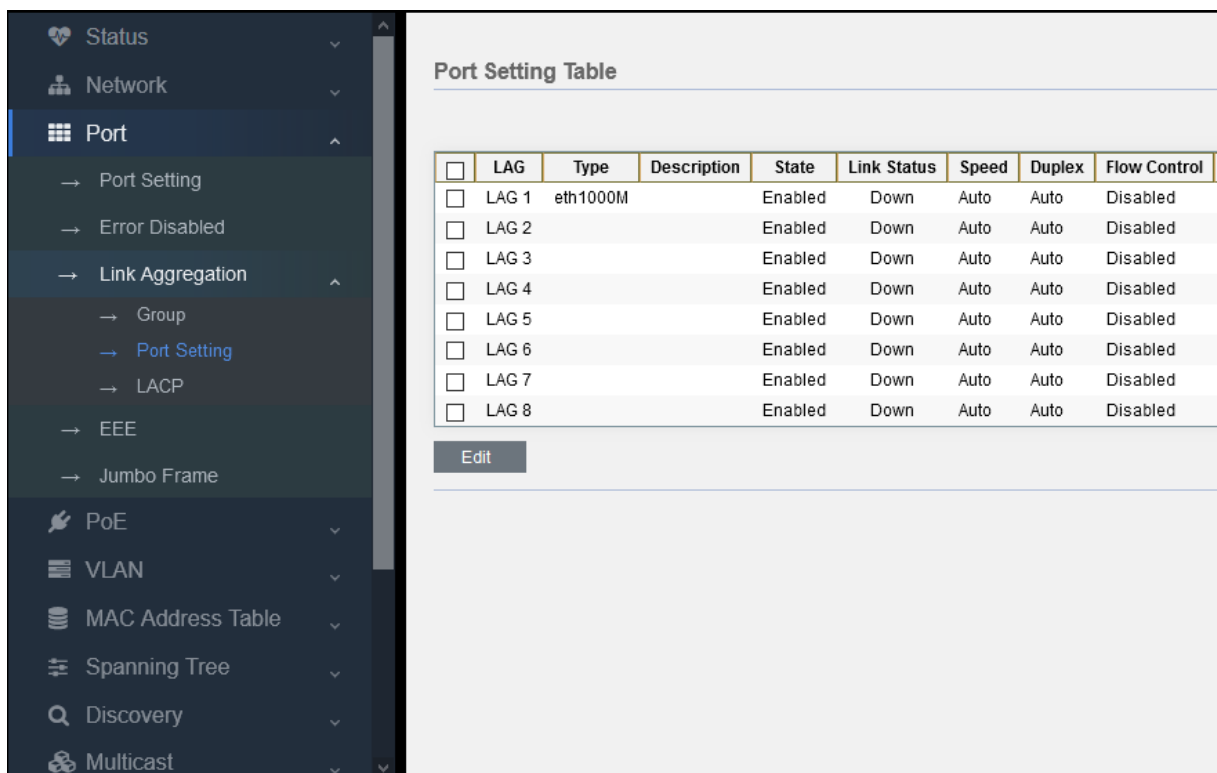 Status
Network
Port
→ Port Setting
→ Error Disabled
→ Link Aggregation
→ Group
→ Port Setting
→ LACP
→ EEE
→ Jumbo Frame
PoE
VLAN
MAC Address Table
Spanning Tree
Discovery
Multicast
Port Setting Table
LAG Type Description State Link Status Speed Duplex Flow Control
LAG 1 eth1000M Enabled Down Auto Auto Disabled
LAG 2 Enabled Down Auto Auto Disabled
LAG 3 Enabled Down Auto Auto Disabled
LAG 4 Enabled Down Auto Auto Disabled
LAG 5 Enabled Down Auto Auto Disabled
LAG 6 Enabled Down Auto Auto Disabled
LAG 7 Enabled Down Auto Auto Disabled
LAG 8 Enabled Down Auto Auto Disabled
Edit